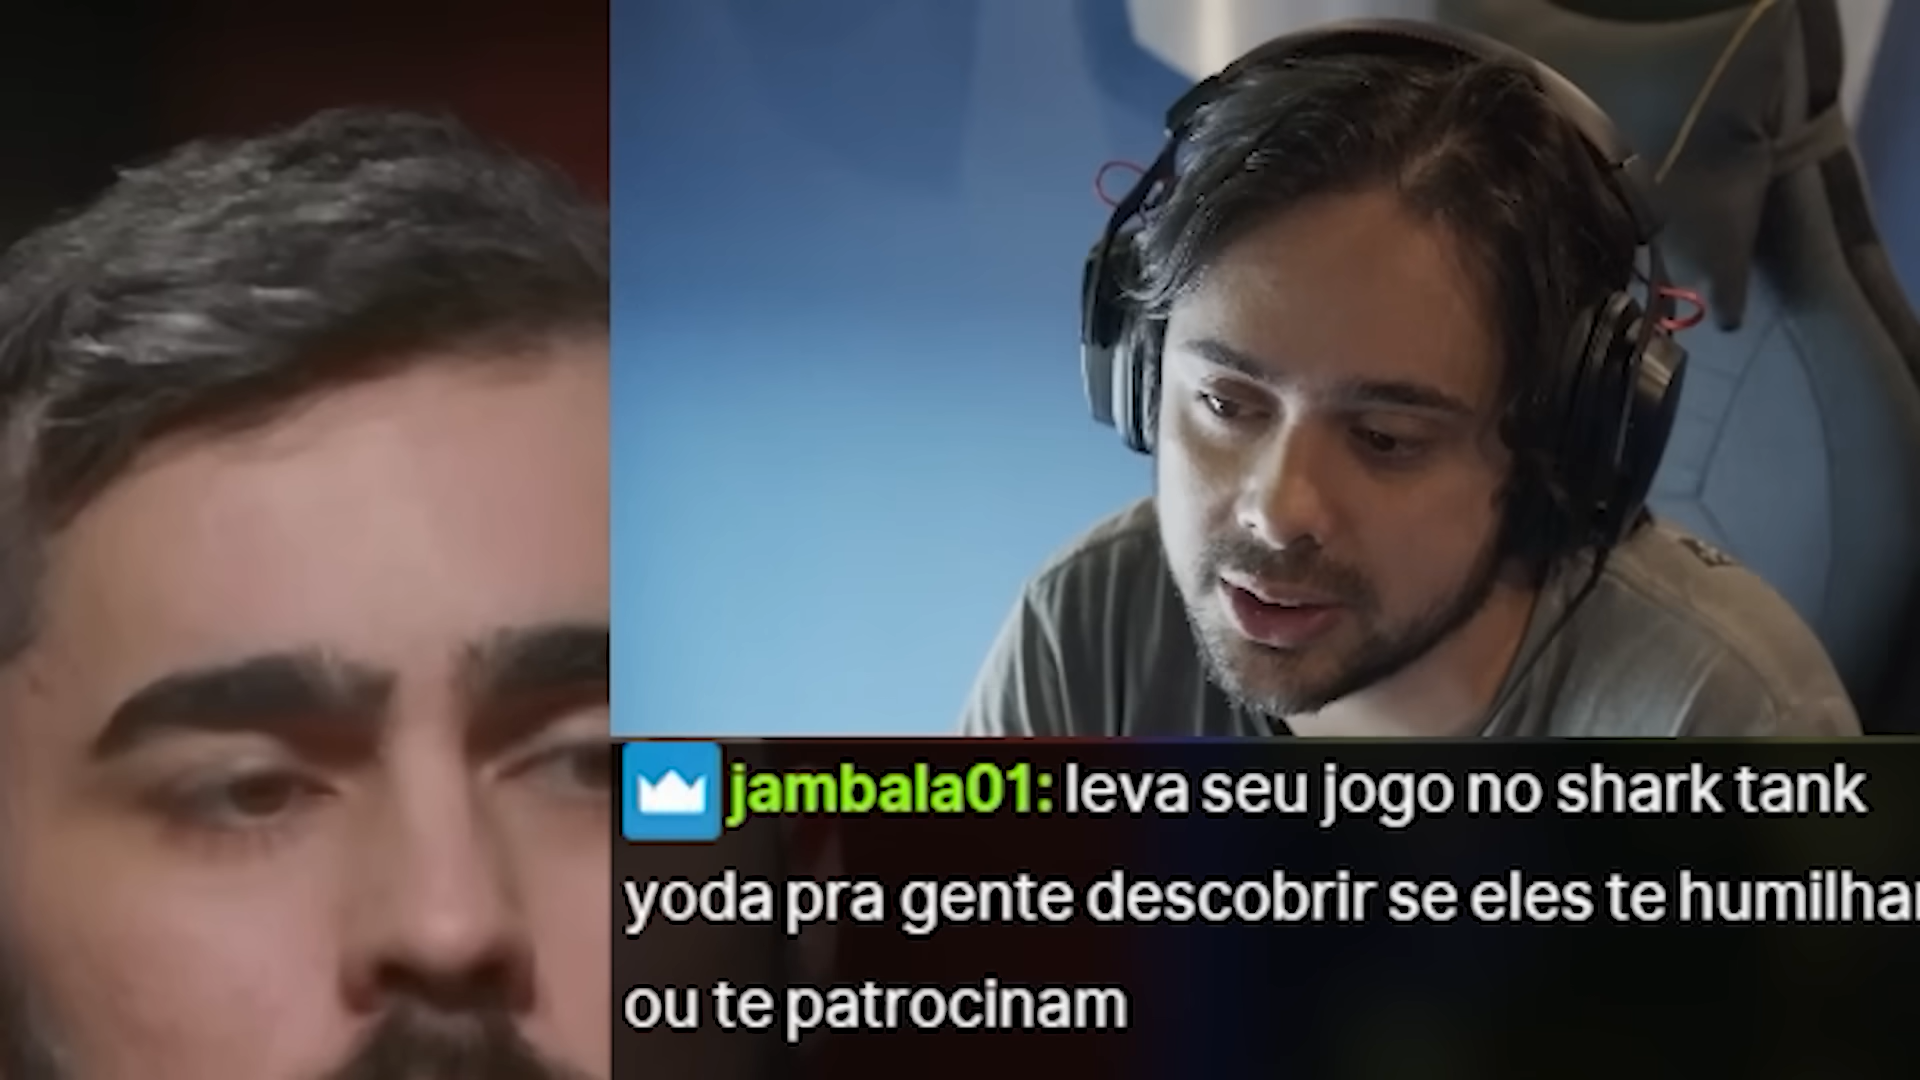 jambala01: leva seu jogo no shark tank
yoda pra gente descobrir se eles te humilham
ou te patrocinam